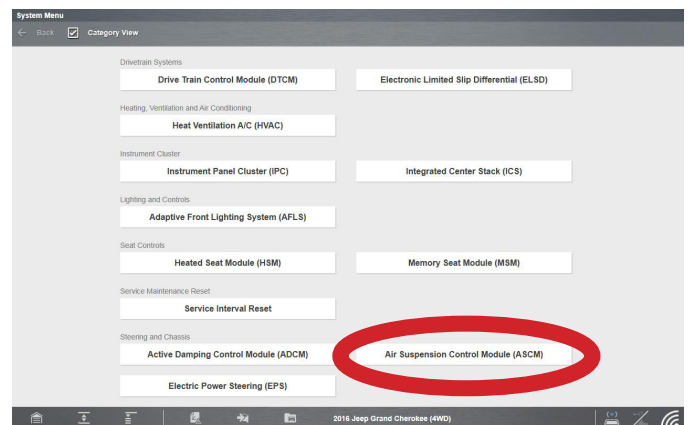 System Menu
Back Category View
Drivetrain Systems
Drive Train Control Module (DTCM) Electronic Limited Slip Differential (ELSD)
Heating, Ventilation and Air Conditioning
Heat Ventilation A/C (HVAC)
Instrument Cluster
Instrument Panel Cluster (IPC) Integrated Center Stack (ICS)
Lighting and Controls
Adaptive Front Lighting System (AFLS)
Seat Controls
Heated Seat Module (HSM) Memory Seat Module (MSM)
Service Maintenance Reset
Service Interval Reset
Steering and Chassis
Active Damping Control Module (ADCM) Air Suspension Control Module (ASCM)
Electric Power Steering (EPS)
2016 Jeep Grand Cherokee (4WD)